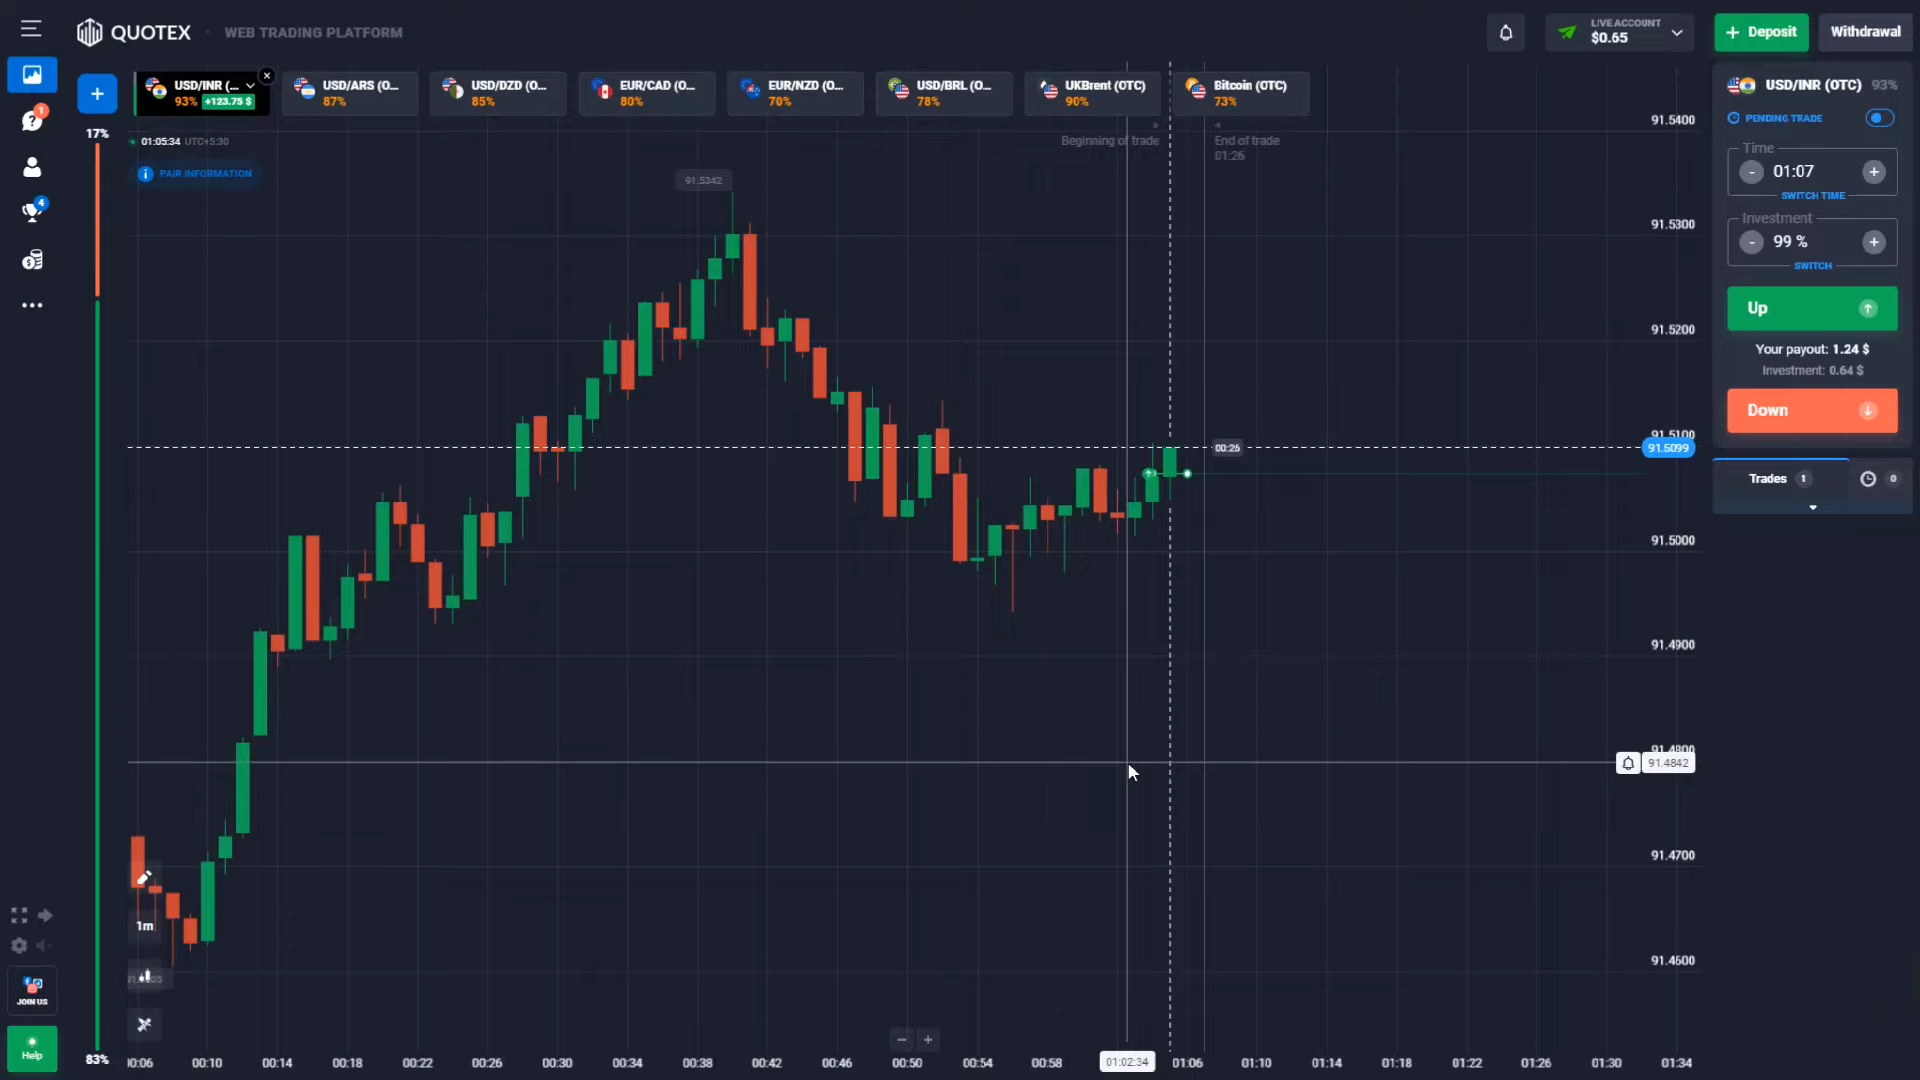 QUOTEX
WEB TRADING PLATFORM
LIVE ACCOUNT
$0.65
Deposit
Withdrawal
USD/INR (...
93% +123.75 $
USD/ARS (O...
87%
USD/DZD (O...
85%
EUR/CAD (O...
80%
EUR/NZD (O...
70%
USD/BRL (O...
78%
UKBrent (OTC)
90%
Bitcoin (OTC)
73%
1
4
17%
83%
01:05:34 UTC+5:30
PAIR INFORMATION
Beginning of trade
End of trade
01:26
91.5342
00:26
91.5400
91.5300
91.5200
91.5100
91.5099
91.5000
91.4900
91.4800
91.4842
91.4700
91.4600
USD/INR (OTC) 93%
PENDING TRADE
Time
- 01:07 +
SWITCH TIME
Investment
- 99 % +
SWITCH
Up
Your payout: 1.24 $
Investment: 0.64 $
Down
Trades 1 0
1m
JOIN US
Help
00:06 00:10 00:14 00:18 00:22 00:26 00:30 00:34 00:38 00:42 00:46 00:50 00:54 00:58 01:02:34 01:06 01:10 01:14 01:18 01:22 01:26 01:30 01:34